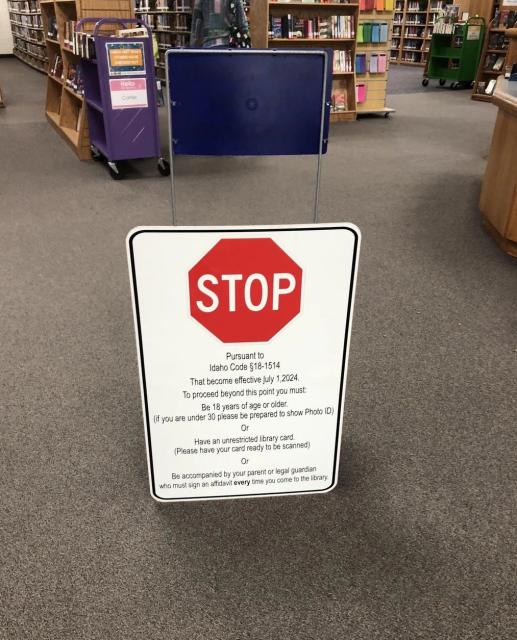 Hello
STOP
Pursuant to
Idaho Code §18-1514
That become effective July 1,2024.
To proceed beyond this point you must:
Be 18 years of age or older.
(if you are under 30 please be prepared to show Photo ID)
Or
Have an unrestricted library card.
(Please have your card ready to be scanned)
Or
Be accompanied by your parent or legal guardian
who must sign an affidavit every time you come to the library.